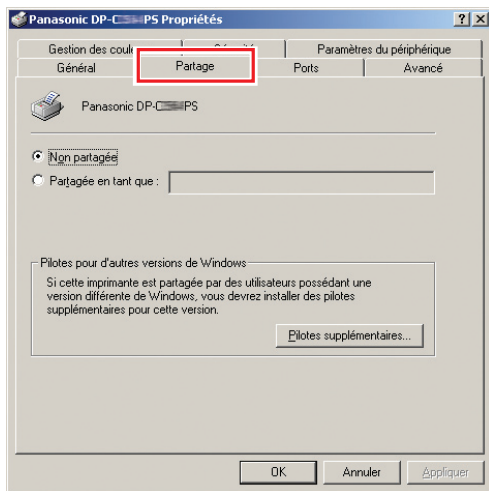 Panasonic DP-C PS Propriétés
Gestion des coule Paramètres du périphérique
Général Partage Ports Avancé
Panasonic DP-C PS
Non partagée
Partagée en tant que :
Pilotes pour d'autres versions de Windows
Si cette imprimante est partagée par des utilisateurs possédant une
version différente de Windows, vous devrez installer des pilotes
supplémentaires pour cette version.
Pilotes supplémentaires...
OK Annuler Appliquer